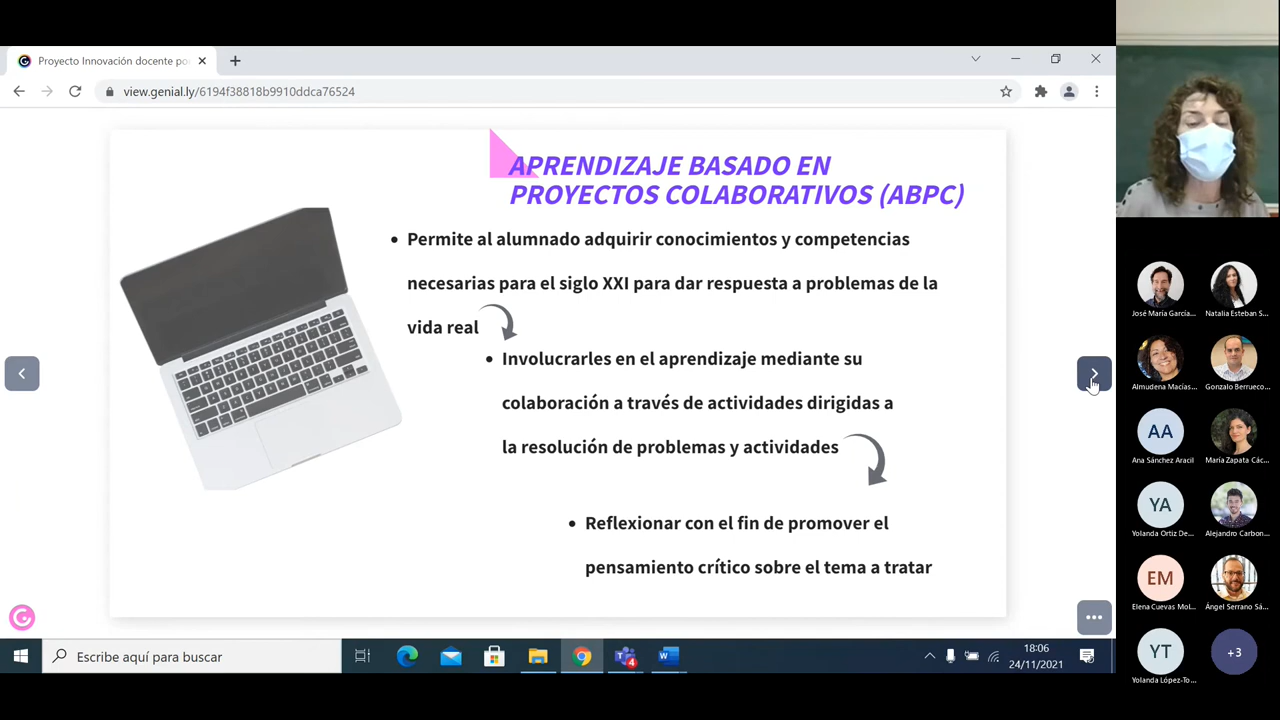 Proyecto Innovación docente po
view.genial.ly/6194f38818b9910ddca76524
APRENDIZAJE BASADO EN
PROYECTOS COLABORATIVOS (ABPC)
• Permite al alumnado adquirir conocimientos y competencias
necesarias para el siglo XXI para dar respuesta a problemas de la
vida real
• Involucrarles en el aprendizaje mediante su
colaboración a través de actividades dirigidas a
la resolución de problemas y actividades
• Reflexionar con el fin de promover el
pensamiento crítico sobre el tema a tratar
José María García...
Natalia Esteban S...
Almudena Macías...
Gonzalo Berrueco...
AA
Ana Sánchez Aracil
María Zapata Các...
YA
Yolanda Ortiz De...
Alejandro Carbon...
EM
Elena Cuevas Mol...
Ángel Serrano Sá...
YT
Yolanda López-To...
+3
Escribe aquí para buscar
4
18:06
24/11/2021